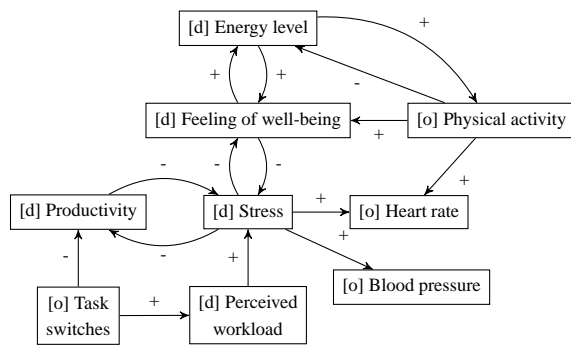 [d] Energy level
+
+
+
-
[d] Feeling of well-being
+
[o] Physical activity
-
-
+
-
[d] Productivity
[d] Stress
+
[o] Heart rate
-
-
+
+
[o] Blood pressure
[o] Task
switches
+
[d] Perceived
workload